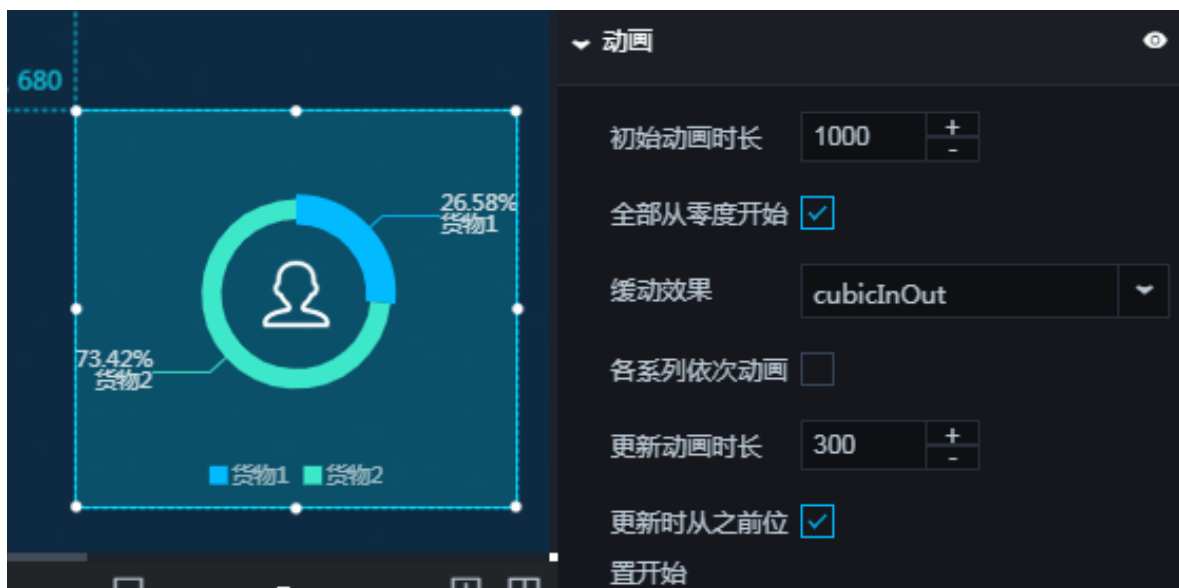 680
26.58%
货物1
73.42%
货物2
货物1 货物2
动画
初始动画时长 1000 + -
全部从零度开始
缓动效果 cubicInOut
各系列依次动画
更新动画时长 300 + -
更新时从之前位
置开始